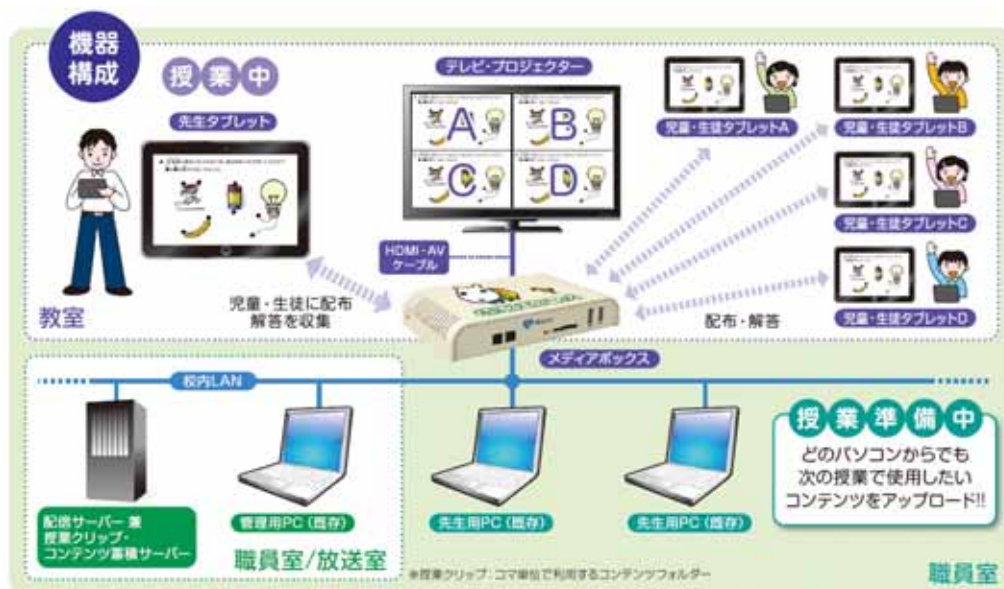 機器
構成
授業中
先生タブレット
テレビ・プロジェクター
A
B
C
D
児童・生徒タブレットA
児童・生徒タブレットB
児童・生徒タブレットC
児童・生徒タブレットD
HDMI・AV
ケーブル
児童・生徒に配布
解答を収集
配布・解答
教室
メディアボックス
校内LAN
授業準備中
どのパソコンからでも
次の授業で使用したい
コンテンツをアップロード!!
配信サーバー 兼
授業クリップ・
コンテンツ蓄積サーバー
管理用PC（既存）
先生用PC（既存）
先生用PC（既存）
職員室/放送室
※授業クリップ：コマ単位で利用するコンテンツフォルダー
職員室